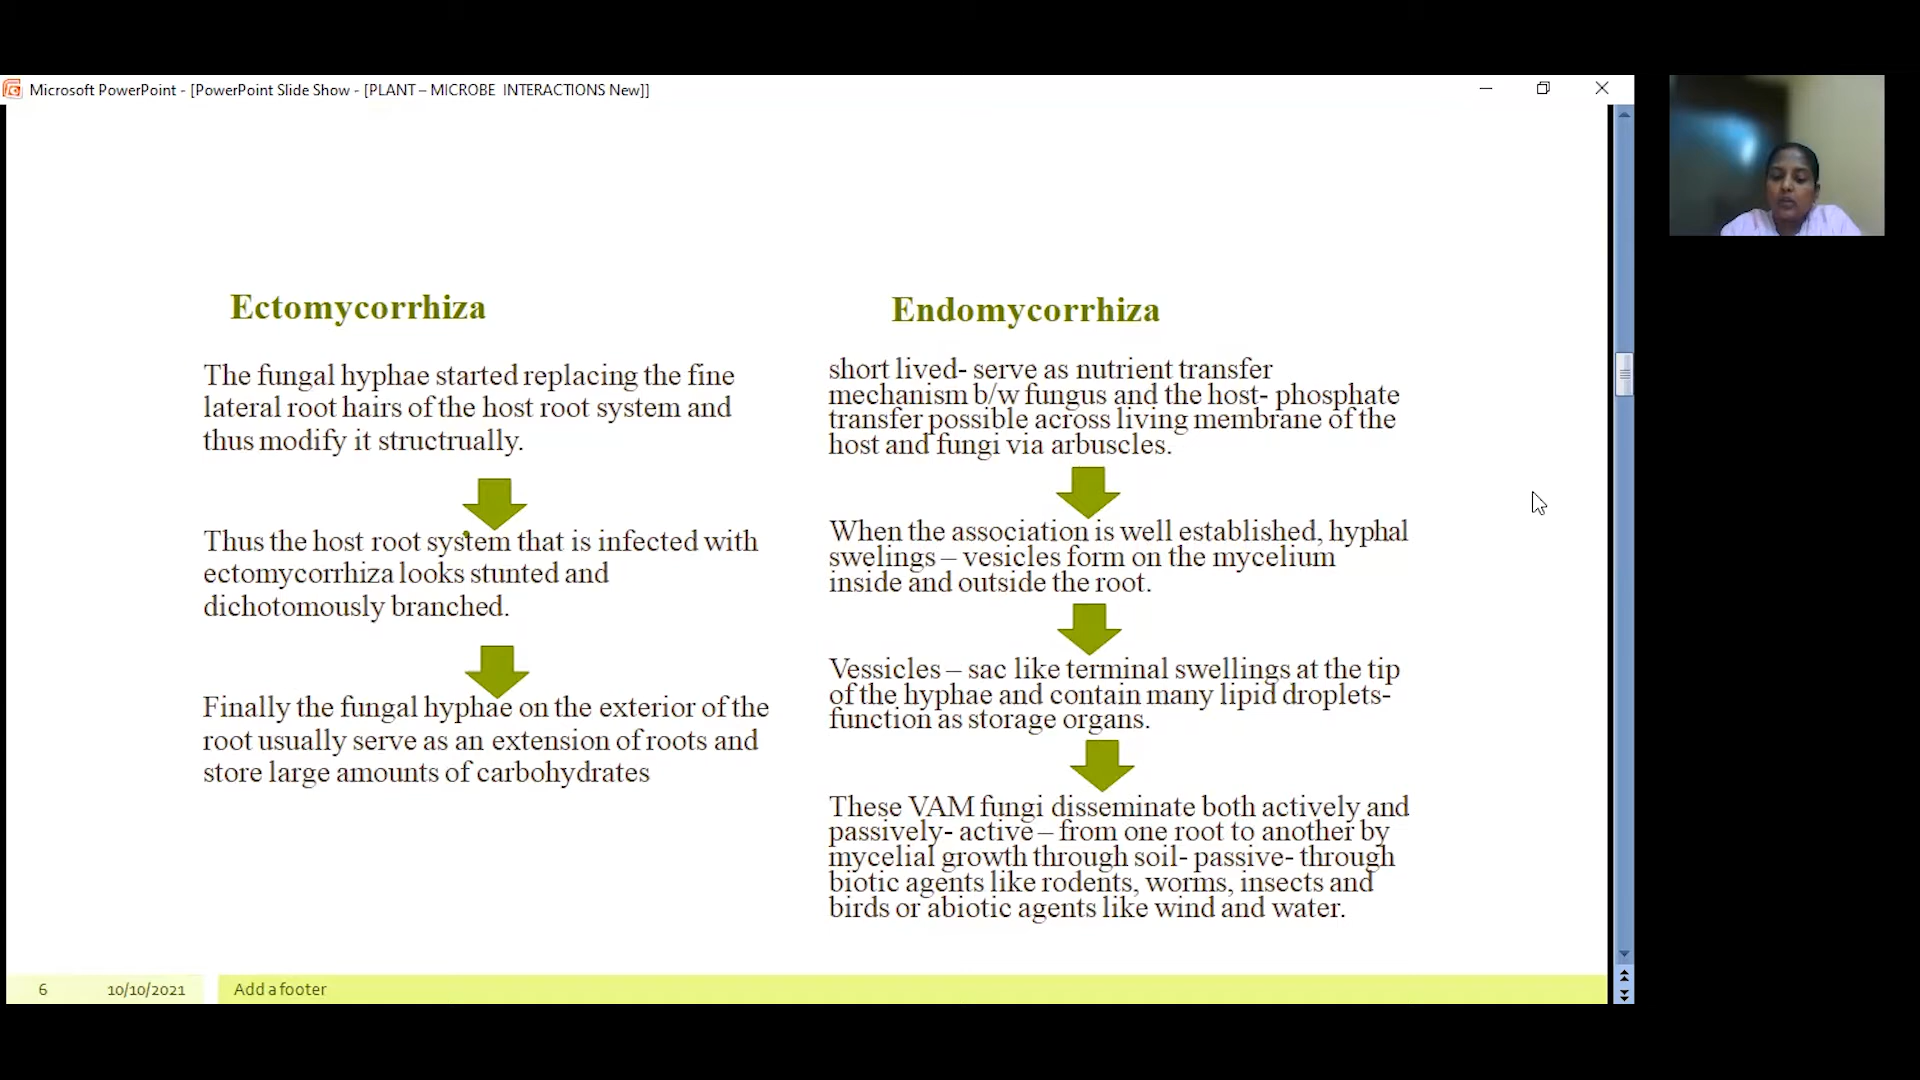 Microsoft PowerPoint - [PowerPoint Slide Show - [PLANT – MICROBE  INTERACTIONS New]]
Ectomycorrhiza
The fungal hyphae started replacing the fine
lateral root hairs of the host root system and
thus modify it structrually.
Thus the host root system that is infected with
ectomycorrhiza looks stunted and
dichotomously branched.
Finally the fungal hyphae on the exterior of the
root usually serve as an extension of roots and
store large amounts of carbohydrates
Endomycorrhiza
short lived- serve as nutrient transfer
mechanism b/w fungus and the host- phosphate
transfer possible across living membrane of the
host and fungi via arbuscles.
When the association is well established, hyphal
swelings – vesicles form on the mycelium
inside and outside the root.
Vessicles – sac like terminal swellings at the tip
of the hyphae and contain many lipid droplets-
function as storage organs.
These VAM fungi disseminate both actively and
passively- active – from one root to another by
mycelial growth through soil- passive- through
biotic agents like rodents, worms, insects and
birds or abiotic agents like wind and water.
6 10/10/2021 Add a footer